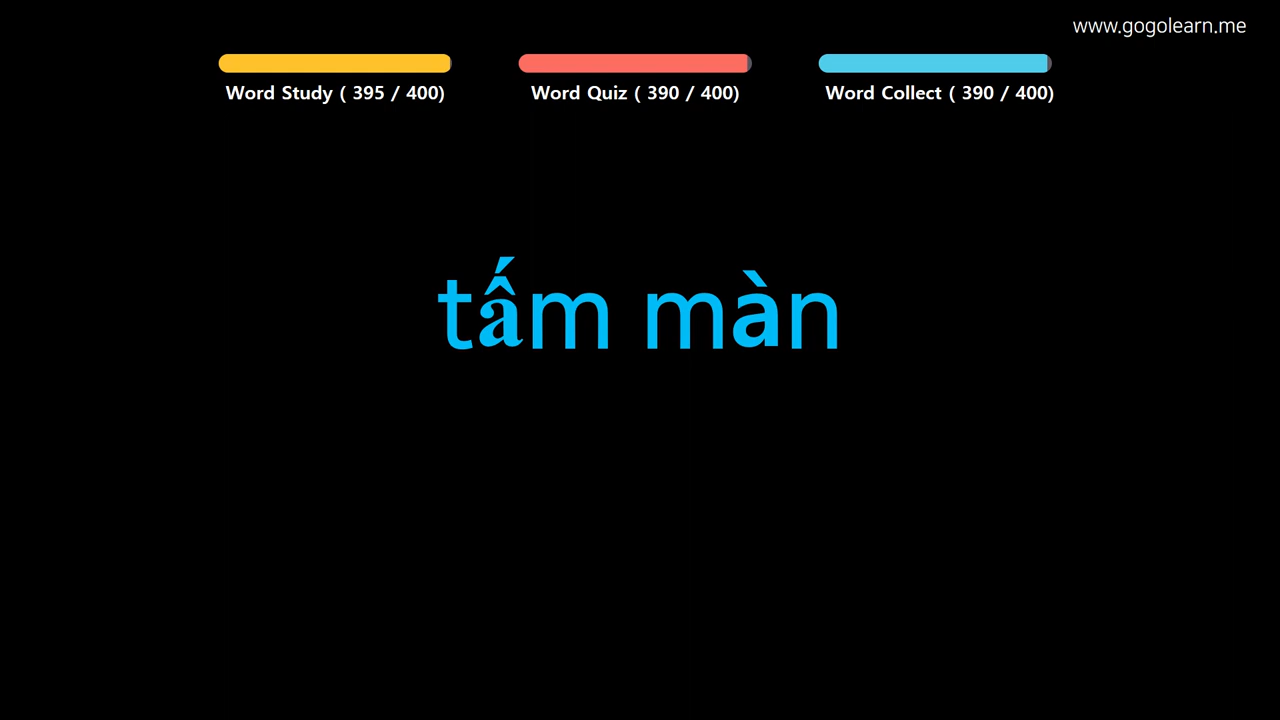 www.gogolearn.me
Word Study ( 395 / 400)
Word Quiz ( 390 / 400)
Word Collect ( 390 / 400)
tấm màn